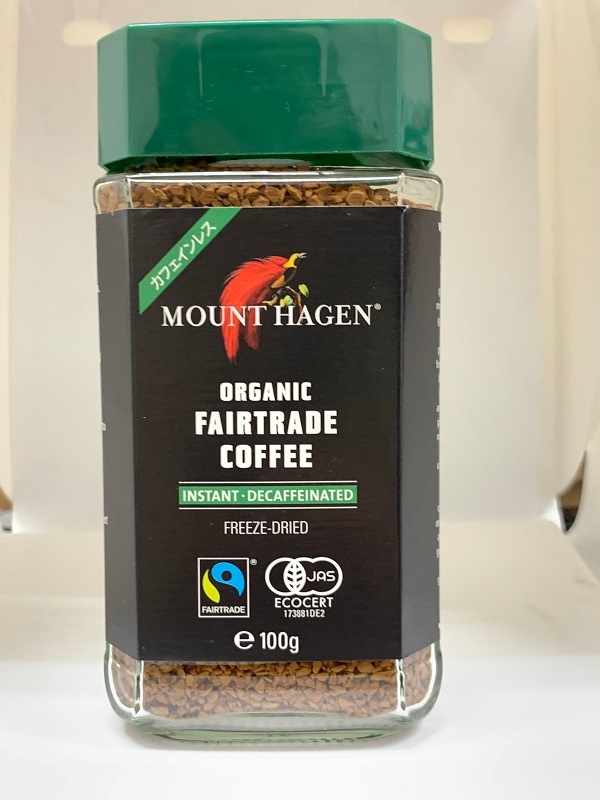 カフェインレス
MOUNT HAGEN®
ORGANIC
FAIRTRADE
COFFEE
INSTANT · DECAFFEINATED
FREEZE-DRIED
FAIRTRADE
®
JAS
ECOCERT
173881DE2
℮ 100g